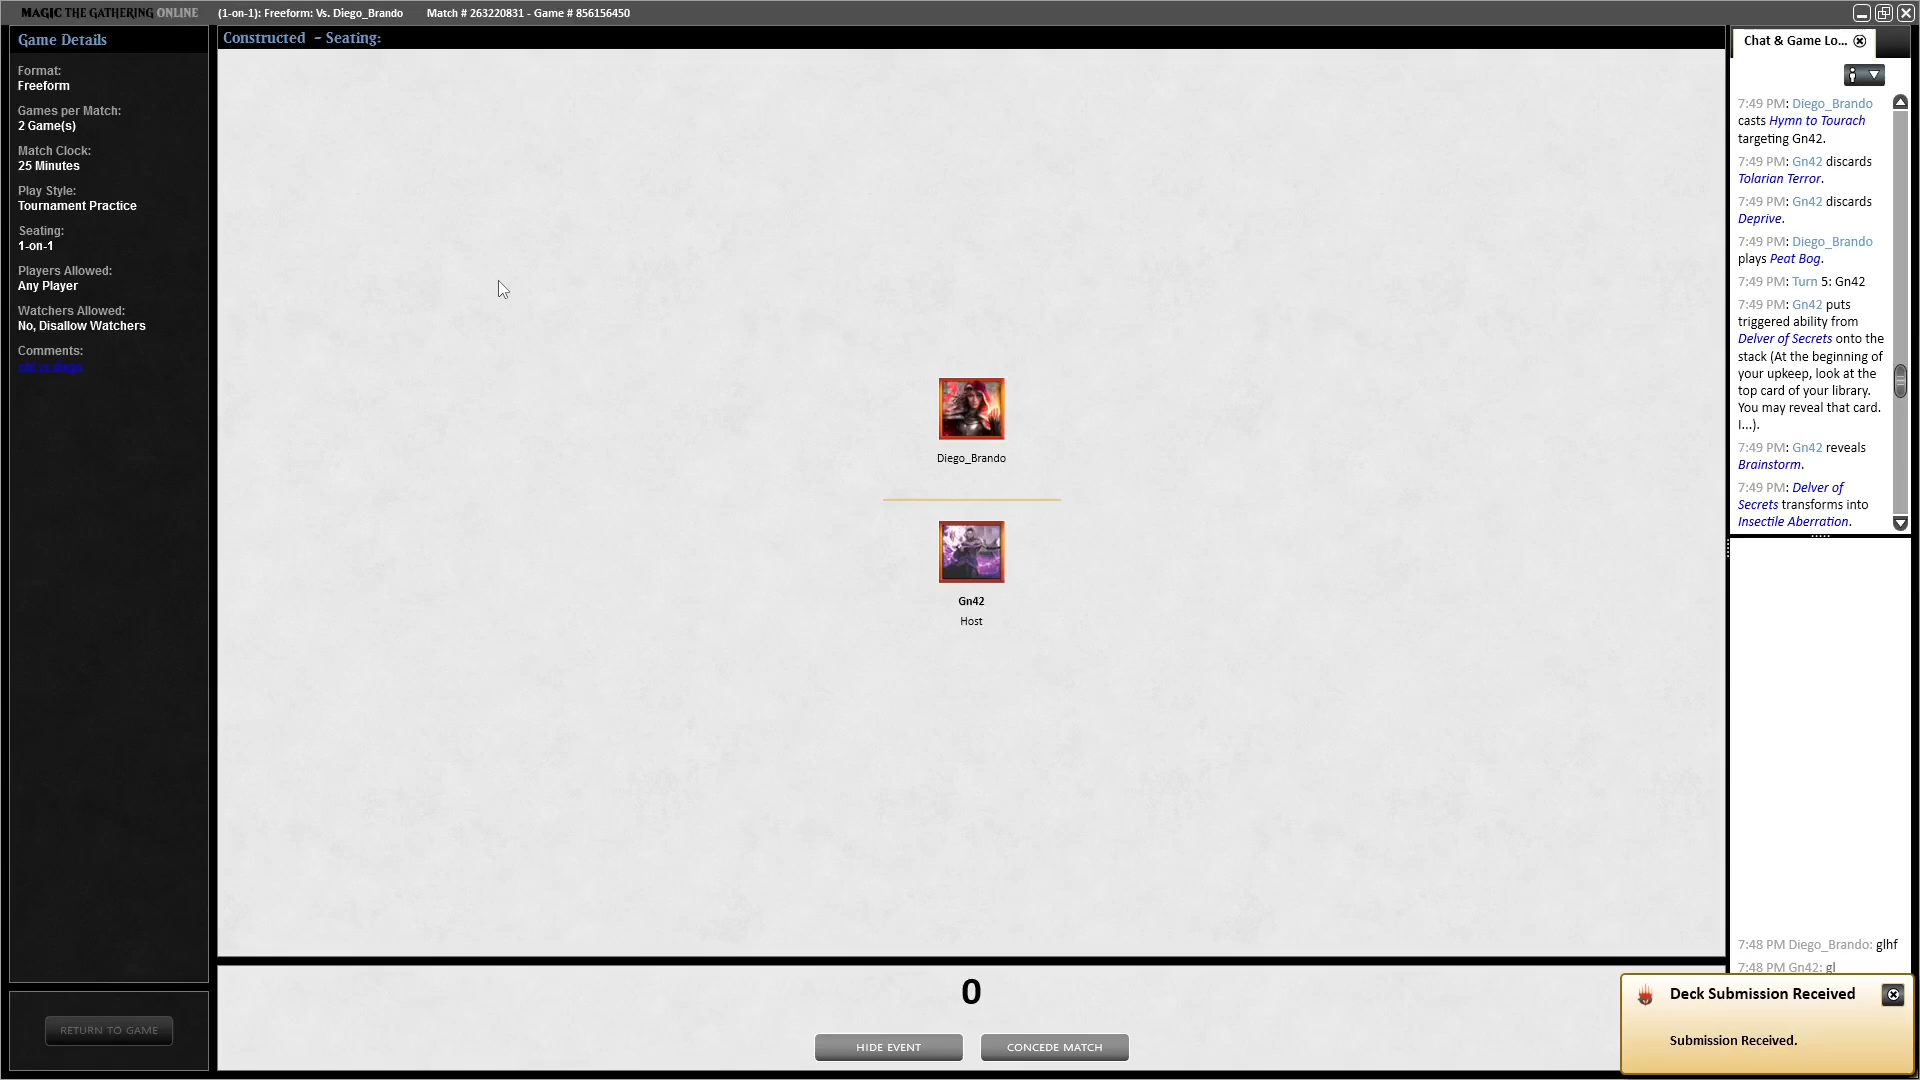 MAGIC THE GATHERING ONLINE (1-on-1): Freeform: Vs. Diego_Brando Match # 263220831 - Game # 856156450
Game Details
Format:
Freeform
Games per Match:
2 Game(s)
Match Clock:
25 Minutes
Play Style:
Tournament Practice
Seating:
1-on-1
Players Allowed:
Any Player
Watchers Allowed:
No, Disallow Watchers
Comments:
RETURN TO GAME
Constructed - Seating:
Diego_Brando
Gn42
Host
0
HIDE EVENT CONCEDE MATCH
Chat & Game Lo...
7:49 PM: Diego_Brando
casts Hymn to Tourach
targeting Gn42.
7:49 PM: Gn42 discards
Tolarian Terror.
7:49 PM: Gn42 discards
Deprive.
7:49 PM: Diego_Brando
plays Peat Bog.
7:49 PM: Turn 5: Gn42
7:49 PM: Gn42 puts
triggered ability from
Delver of Secrets onto the
stack (At the beginning of
your upkeep, look at the
top card of your library.
You may reveal that card.
I...).
7:49 PM: Gn42 reveals
Brainstorm.
7:49 PM: Delver of
Secrets transforms into
Insectile Aberration.
7:48 PM Diego_Brando: glhf
7:48 PM Gn42: gl
Deck Submission Received
Submission Received.